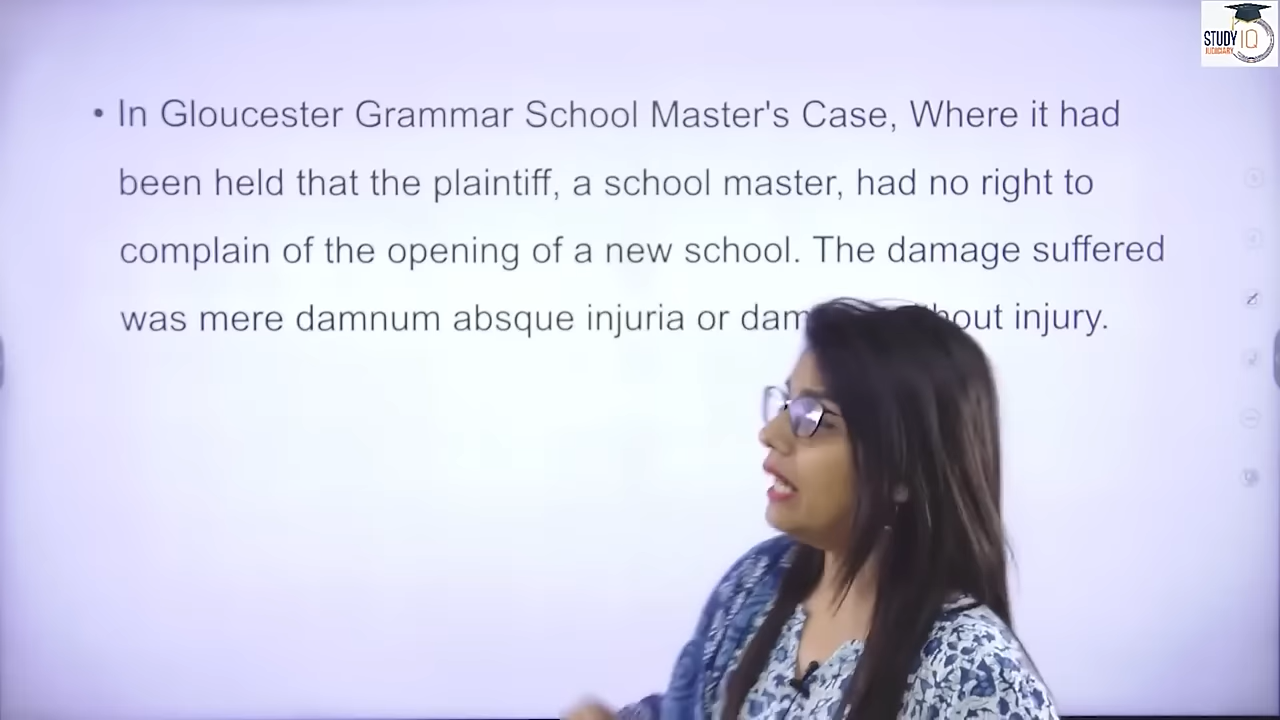 STUDY IQ
JUDICIARY
• In Gloucester Grammar School Master's Case, Where it had
been held that the plaintiff, a school master, had no right to
complain of the opening of a new school. The damage suffered
was mere damnum absque injuria or injury.